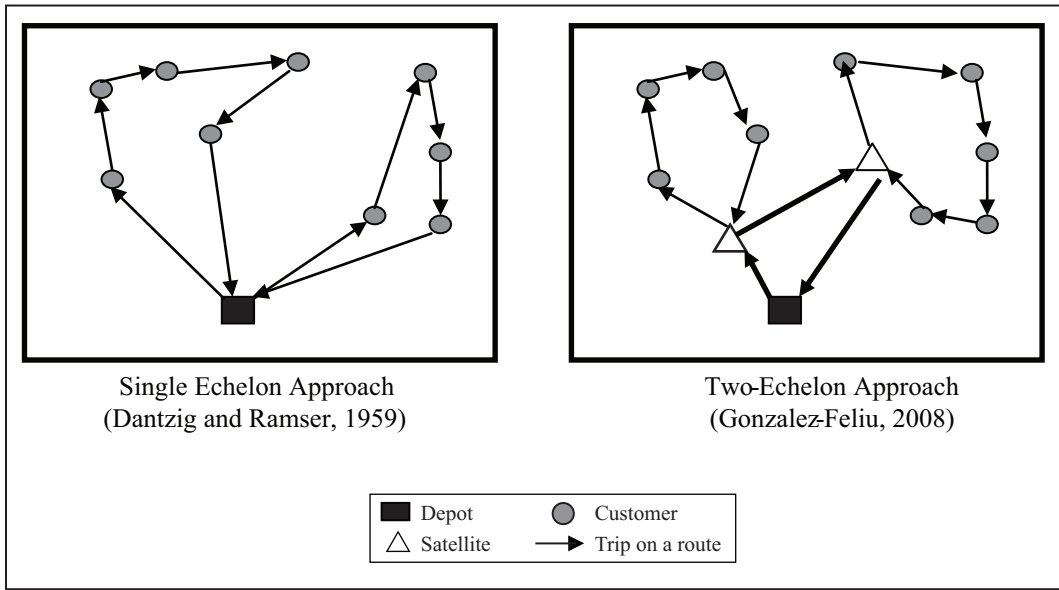 Single Echelon Approach
(Dantzig and Ramser, 1959)
Two-Echelon Approach
(Gonzalez-Feliu, 2008)
Depot
Customer
Satellite
Trip on a route